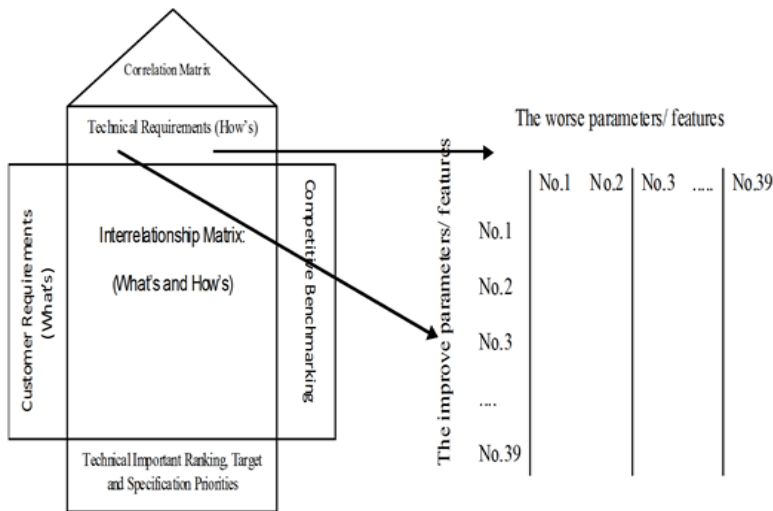 Correlation Matrix
Technical Requirements (How's)
Customer Requirements
(What's)
Interrelationship Matrix:
(What's and How's)
Competitive Benchmarking
Technical Important Ranking, Target
and Specification Priorities
The worse parameters/ features
The improve parameters/ features
No.1 No.2 No.3 ..... No.39
No.1
No.2
No.3
....
No.39